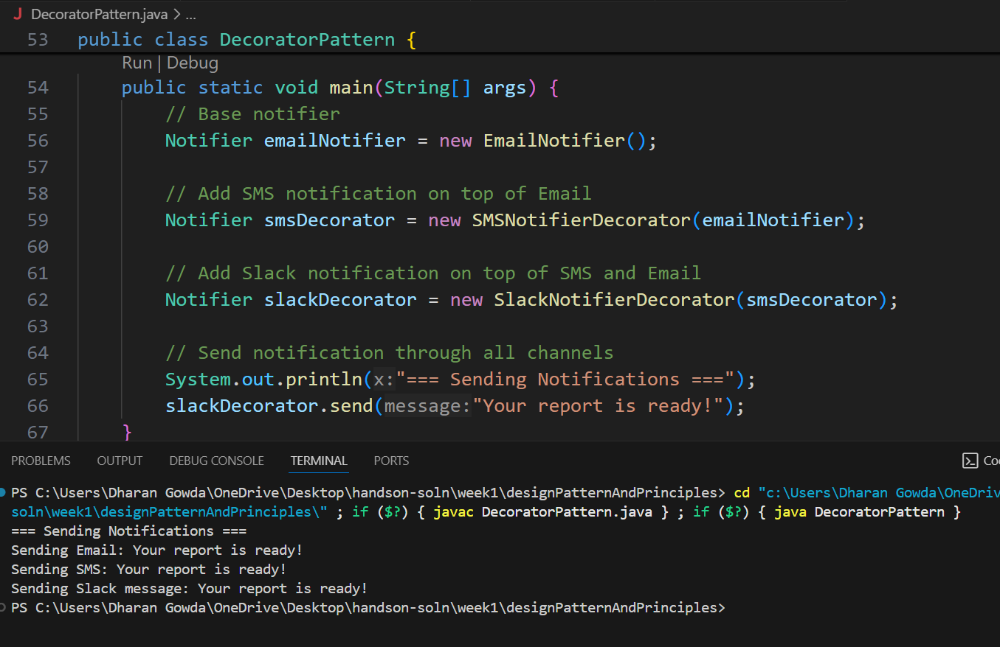 J DecoratorPattern.java > ...
53 public class DecoratorPattern {
Run | Debug
54 public static void main(String[] args) {
55 // Base notifier
56 Notifier emailNotifier = new EmailNotifier();
57
58 // Add SMS notification on top of Email
59 Notifier smsDecorator = new SMSNotifierDecorator(emailNotifier);
60
61 // Add Slack notification on top of SMS and Email
62 Notifier slackDecorator = new SlackNotifierDecorator(smsDecorator);
63
64 // Send notification through all channels
65 System.out.println(x:"=== Sending Notifications ===");
66 slackDecorator.send(message:"Your report is ready!");
67 }
PROBLEMS OUTPUT DEBUG CONSOLE TERMINAL PORTS
PS C:\Users\Dharan Gowda\OneDrive\Desktop\handson-soln\week1\designPatternAndPrinciples> cd "c:\Users\Dharan Gowda\OneDriv
soln\week1\designPatternAndPrinciples\" ; if ($?) { javac DecoratorPattern.java } ; if ($?) { java DecoratorPattern }
=== Sending Notifications ===
Sending Email: Your report is ready!
Sending SMS: Your report is ready!
Sending Slack message: Your report is ready!
PS C:\Users\Dharan Gowda\OneDrive\Desktop\handson-soln\week1\designPatternAndPrinciples>